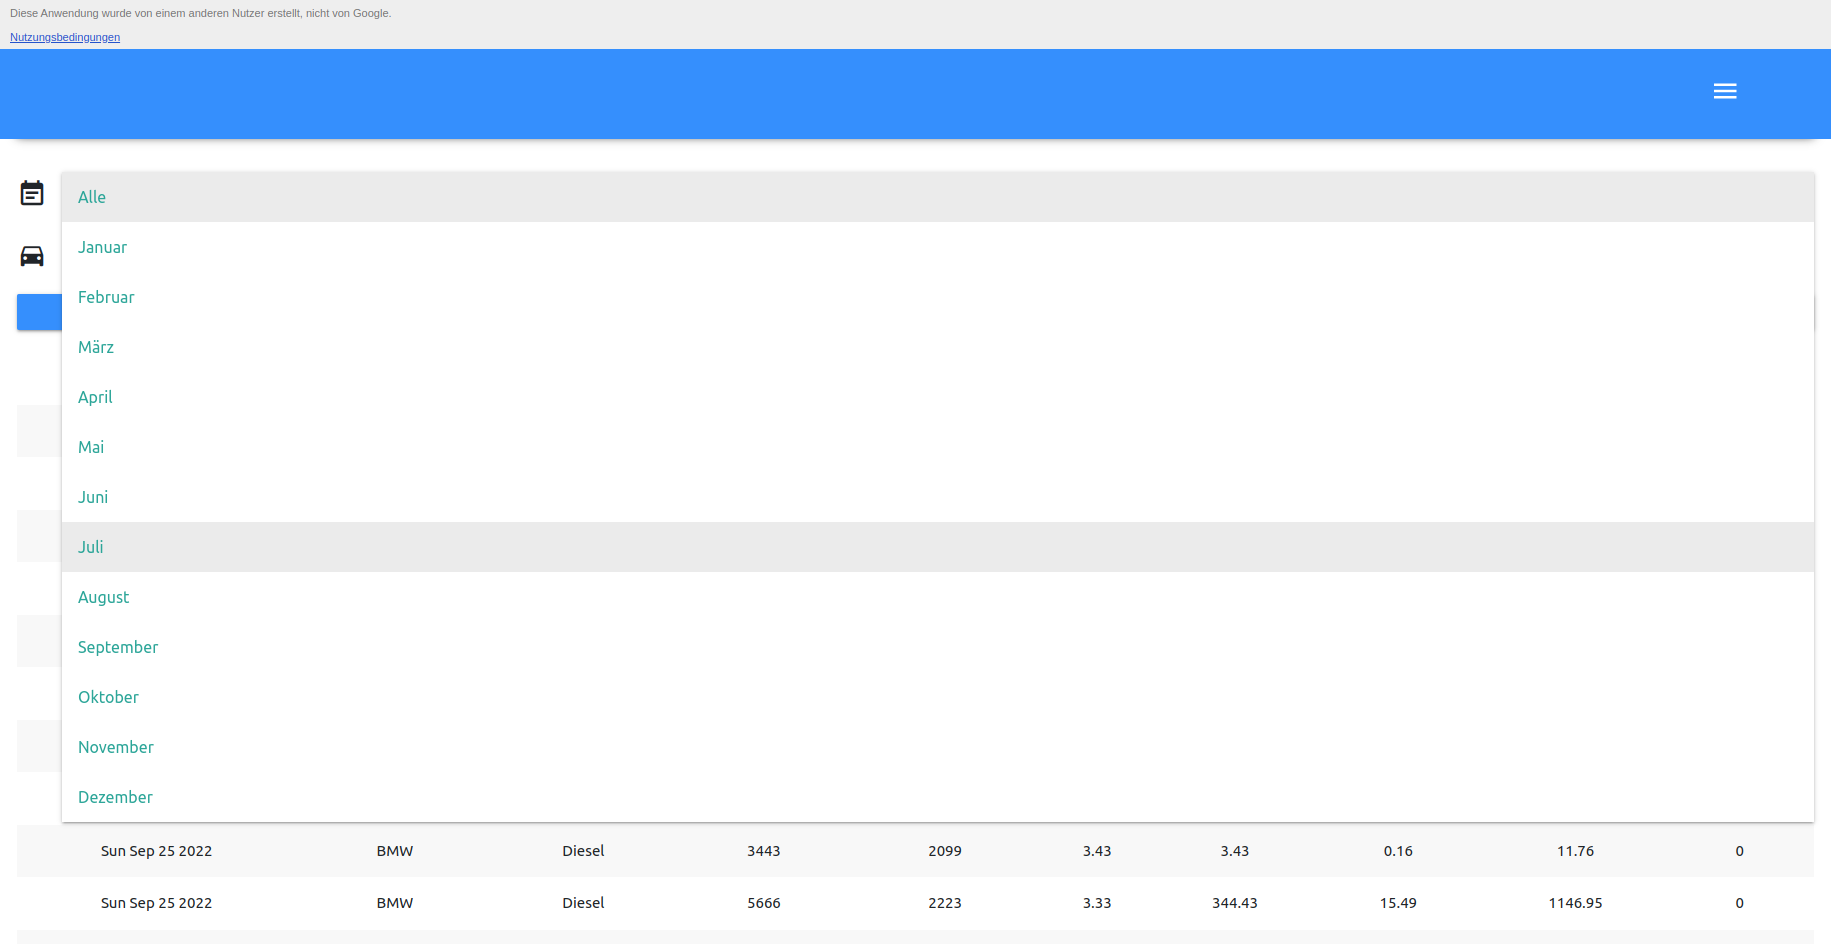 Diese Anwendung wurde von einem anderen Nutzer erstellt, nicht von Google.
Nutzungsbedingungen
Alle
Januar
Februar
März
April
Mai
Juni
Juli
August
September
Oktober
November
Dezember
Sun Sep 25 2022 BMW Diesel 3443 2099 3.43 3.43 0.16 11.76 0
Sun Sep 25 2022 BMW Diesel 5666 2223 3.33 344.43 15.49 1146.95 0